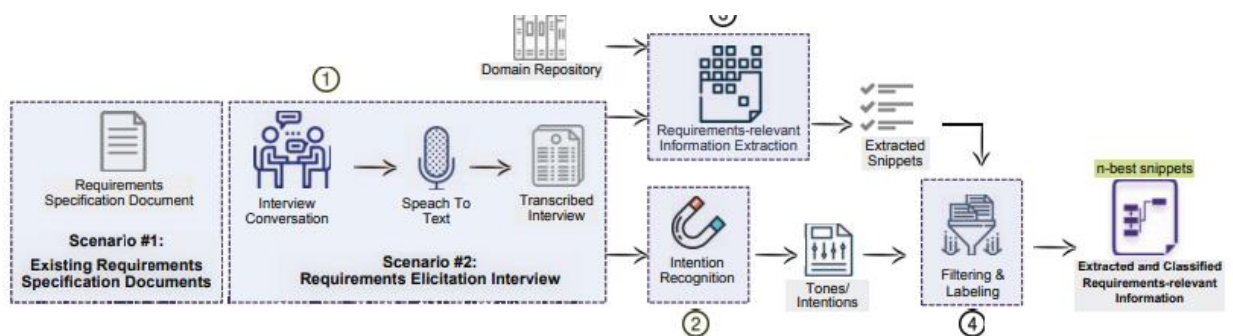 3
Domain Repository
1
Requirements
Specification Document
Scenario #1:
Existing Requirements
Specification Documents
Interview
Conversation
Speach To
Text
Transcribed
Interview
Scenario #2:
Requirements Elicitation Interview
Requirements-relevant
Information Extraction
Extracted
Snippets
Intention
Recognition
2
Tones/
Intentions
Filtering &
Labeling
4
n-best snippets
Extracted and Classified
Requirements-relevant
Information